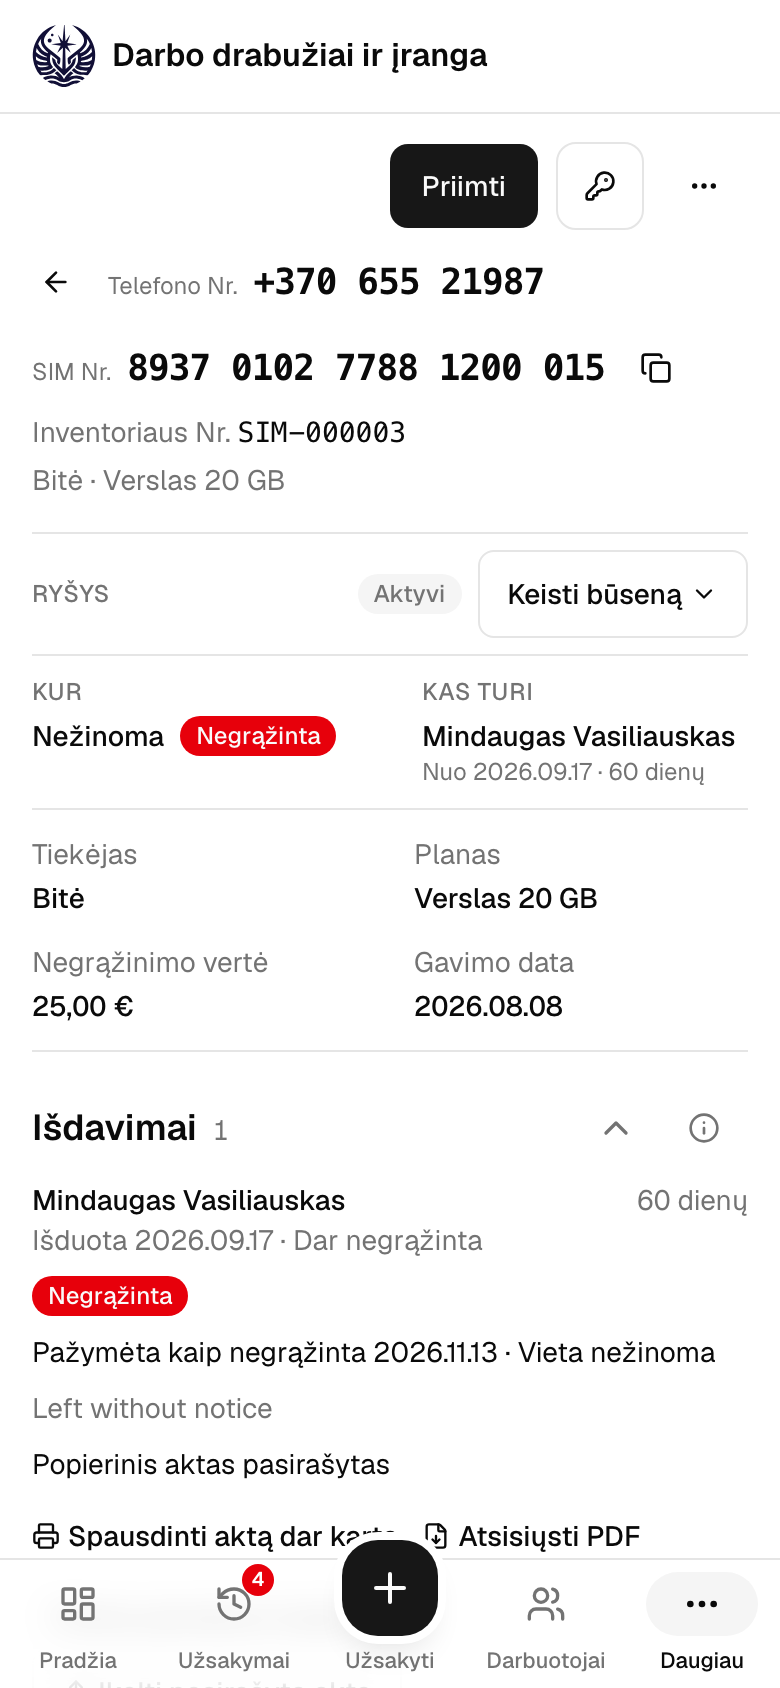 Darbo drabužiai ir įranga
Priimti
Telefono Nr. +370 655 21987
SIM Nr. 8937 0102 7788 1200 015
Inventoriaus Nr. SIM-000003
Bitė · Verslas 20 GB
RYŠYS Aktyvi Keisti būseną
KUR KAS TURI
Nežinoma Negrąžinta Mindaugas Vasiliauskas
Nuo 2026.09.17 · 60 dienų
Tiekėjas Planas
Bitė Verslas 20 GB
Negrąžinimo vertė Gavimo data
25,00 € 2026.08.08
Išdavimai 1
Mindaugas Vasiliauskas 60 dienų
Išduota 2026.09.17 · Dar negrąžinta
Negrąžinta
Pažymėta kaip negrąžinta 2026.11.13 · Vieta nežinoma
Left without notice
Popierinis aktas pasirašytas
Spausdinti aktą dar kartą Atsisiųsti PDF
4
Pradžia Užsakymai Užsakyti Darbuotojai Daugiau